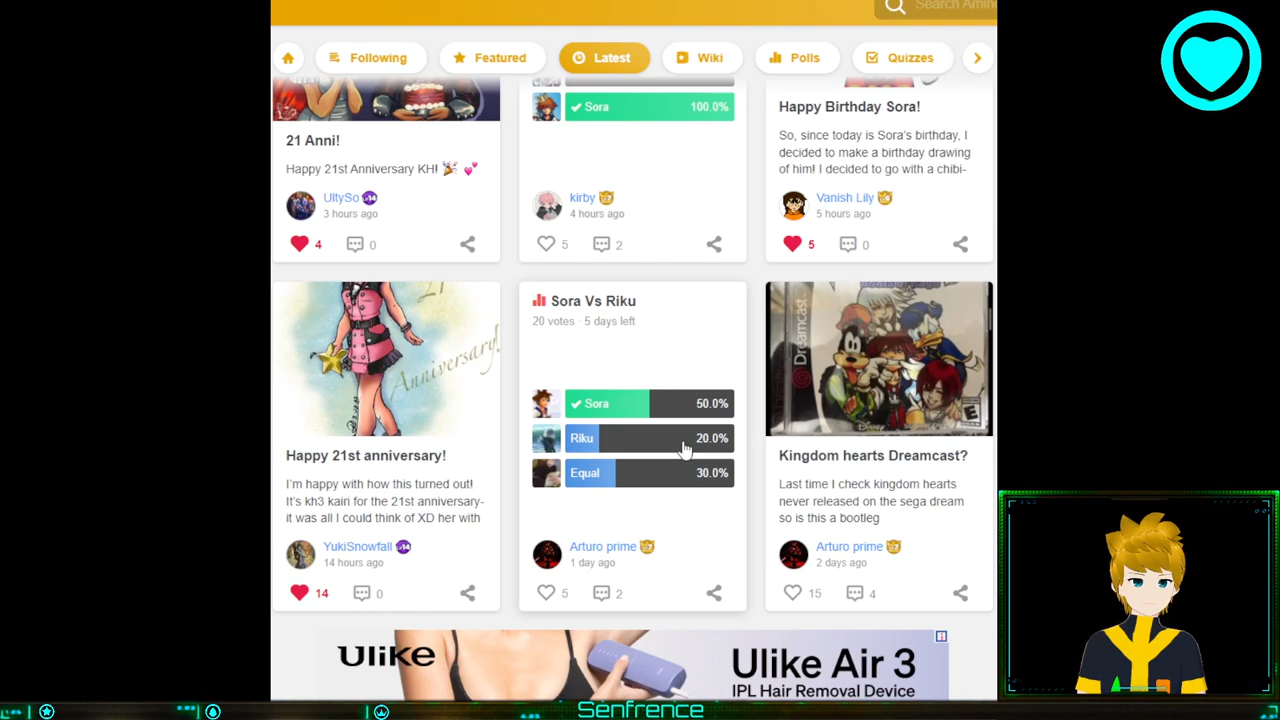 Search Amino
Following
Featured
Latest
Wiki
Polls
Quizzes
21 Anni!
Happy 21st Anniversary KH! 🎉 💕
UltySo
3 hours ago
4
0
Sora 100.0%
kirby
4 hours ago
5
2
Happy Birthday Sora!
So, since today is Sora's birthday, I
decided to make a birthday drawing
of him! I decided to go with a chibi-
Vanish Lily
5 hours ago
5
0
Anniversary!
Happy 21st anniversary!
I'm happy with how this turned out!
It's kh3 kairi for the 21st anniversary-
it was all I could think of XD her with
YukiSnowfall
14 hours ago
14
0
Sora Vs Riku
20 votes · 5 days left
Sora 50.0%
Riku 20.0%
Equal 30.0%
Arturo prime
1 day ago
5
2
Dreamcast
E
Kingdom hearts Dreamcast?
Last time I check kingdom hearts
never released on the sega dream
so is this a bootleg
Arturo prime
2 days ago
15
4
Ulike
Ulike Air 3
IPL Hair Removal Device
Senfrence